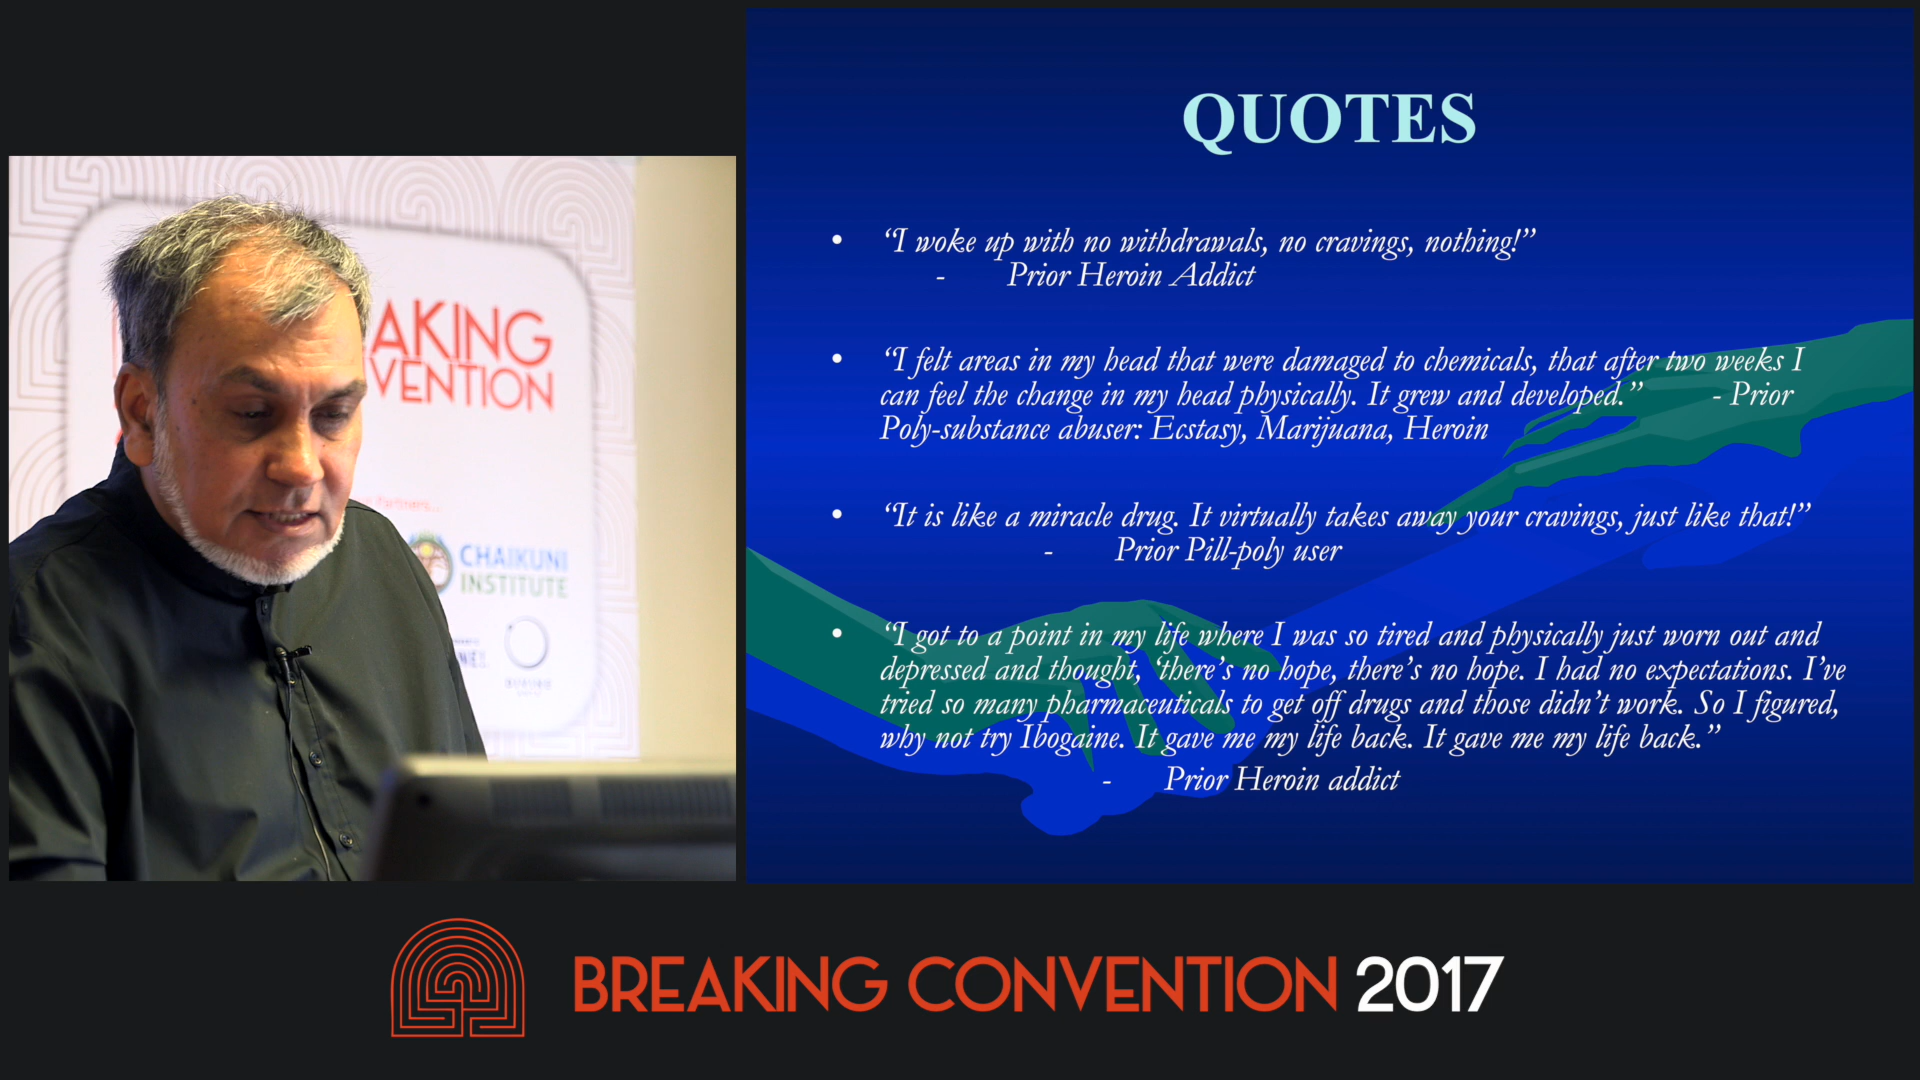 QUOTES
• “I woke up with no withdrawals, no cravings, nothing!”
- Prior Heroin Addict
• “I felt areas in my head that were damaged to chemicals, that after two weeks I
can feel the change in my head physically. It grew and developed.” - Prior
Poly-substance abuser: Ecstasy, Marijuana, Heroin
• “It is like a miracle drug. It virtually takes away your cravings, just like that!”
- Prior Pill-poly user
• “I got to a point in my life where I was so tired and physically just worn out and
depressed and thought, ‘there’s no hope, there’s no hope. I had no expectations. I’ve
tried so many pharmaceuticals to get off drugs and those didn’t work. So I figured,
why not try Ibogaine. It gave me my life back. It gave me my life back.”
- Prior Heroin addict
AKING
VENTION
Partners...
CHAIKUNI
INSTITUTE
BREAKING CONVENTION 2017